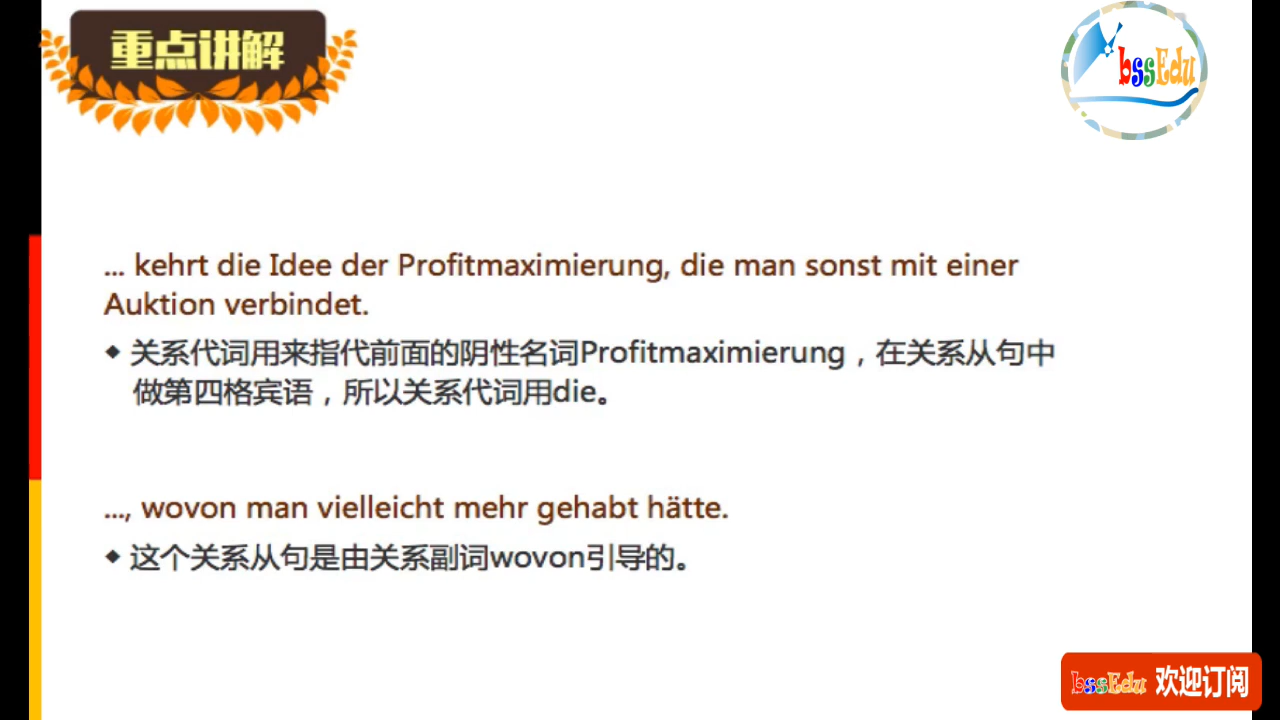 重点讲解
bssEdu
... kehrt die Idee der Profitmaximierung, die man sonst mit einer
Auktion verbindet.
◆ 关系代词用来指代前面的阴性名词Profitmaximierung，在关系从句中
做第四格宾语，所以关系代词用die。
..., wovon man vielleicht mehr gehabt hätte.
◆ 这个关系从句是由关系副词wovon引导的。
bssEdu 欢迎订阅